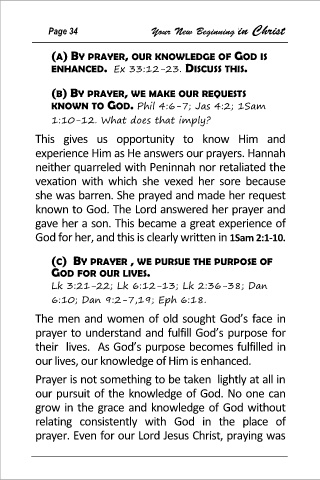 Page 34 Your New Beginning in Christ
(A) BY PRAYER, OUR KNOWLEDGE OF GOD IS
ENHANCED. Ex 33:12-23. DISCUSS THIS.
(B) BY PRAYER, WE MAKE OUR REQUESTS
KNOWN TO GOD. Phil 4:6-7; Jas 4:2; 1Sam
1:10-12. What does that imply?
This gives us opportunity to know Him and
experience Him as He answers our prayers. Hannah
neither quarreled with Peninnah nor retaliated the
vexation with which she vexed her sore because
she was barren. She prayed and made her request
known to God. The Lord answered her prayer and
gave her a son. This became a great experience of
God for her, and this is clearly written in 1Sam 2:1-10.
(C) BY PRAYER , WE PURSUE THE PURPOSE OF
GOD FOR OUR LIVES.
Lk 3:21-22; Lk 6:12-13; Lk 2:36-38; Dan
6:10; Dan 9:2-7,19; Eph 6:18.
The men and women of old sought God's face in
prayer to understand and fulfill God's purpose for
their lives. As God's purpose becomes fulfilled in
our lives, our knowledge of Him is enhanced.
Prayer is not something to be taken lightly at all in
our pursuit of the knowledge of God. No one can
grow in the grace and knowledge of God without
relating consistently with God in the place of
prayer. Even for our Lord Jesus Christ, praying was